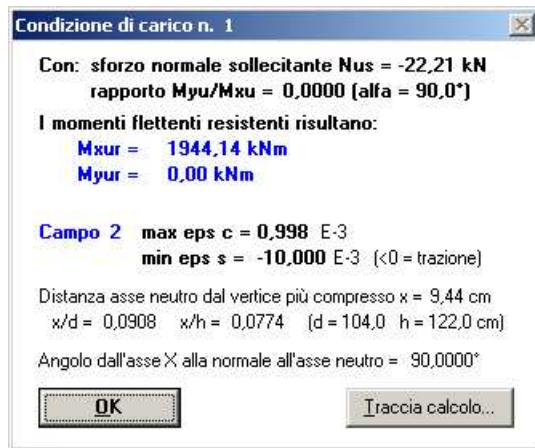 Condizione di carico n. 1
Con: sforzo normale sollecitante Nus = -22,21 kN
rapporto Myu/Mxu = 0,0000 (alfa = 90,0°)
I momenti flettenti resistenti risultano:
Mxur = 1944,14 kNm
Myur = 0,00 kNm
Campo 2 max eps c = 0,998 E-3
min eps s = -10,000 E-3 (<0 = trazione)
Distanza asse neutro dal vertice più compresso x = 9,44 cm
x/d = 0,0908 x/h = 0,0774 (d = 104,0 h = 122,0 cm)
Angolo dall'asse X alla normale all'asse neutro = 90,0000°
OK Traccia calcolo...